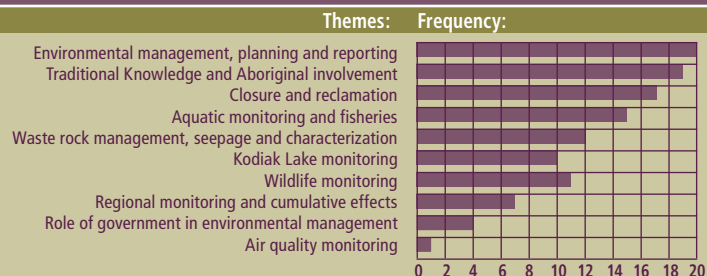 Themes: Frequency:
Environmental management, planning and reporting
Traditional Knowledge and Aboriginal involvement
Closure and reclamation
Aquatic monitoring and fisheries
Waste rock management, seepage and characterization
Kodiak Lake monitoring
Wildlife monitoring
Regional monitoring and cumulative effects
Role of government in environmental management
Air quality monitoring
0 2 4 6 8 10 12 14 16 18 20